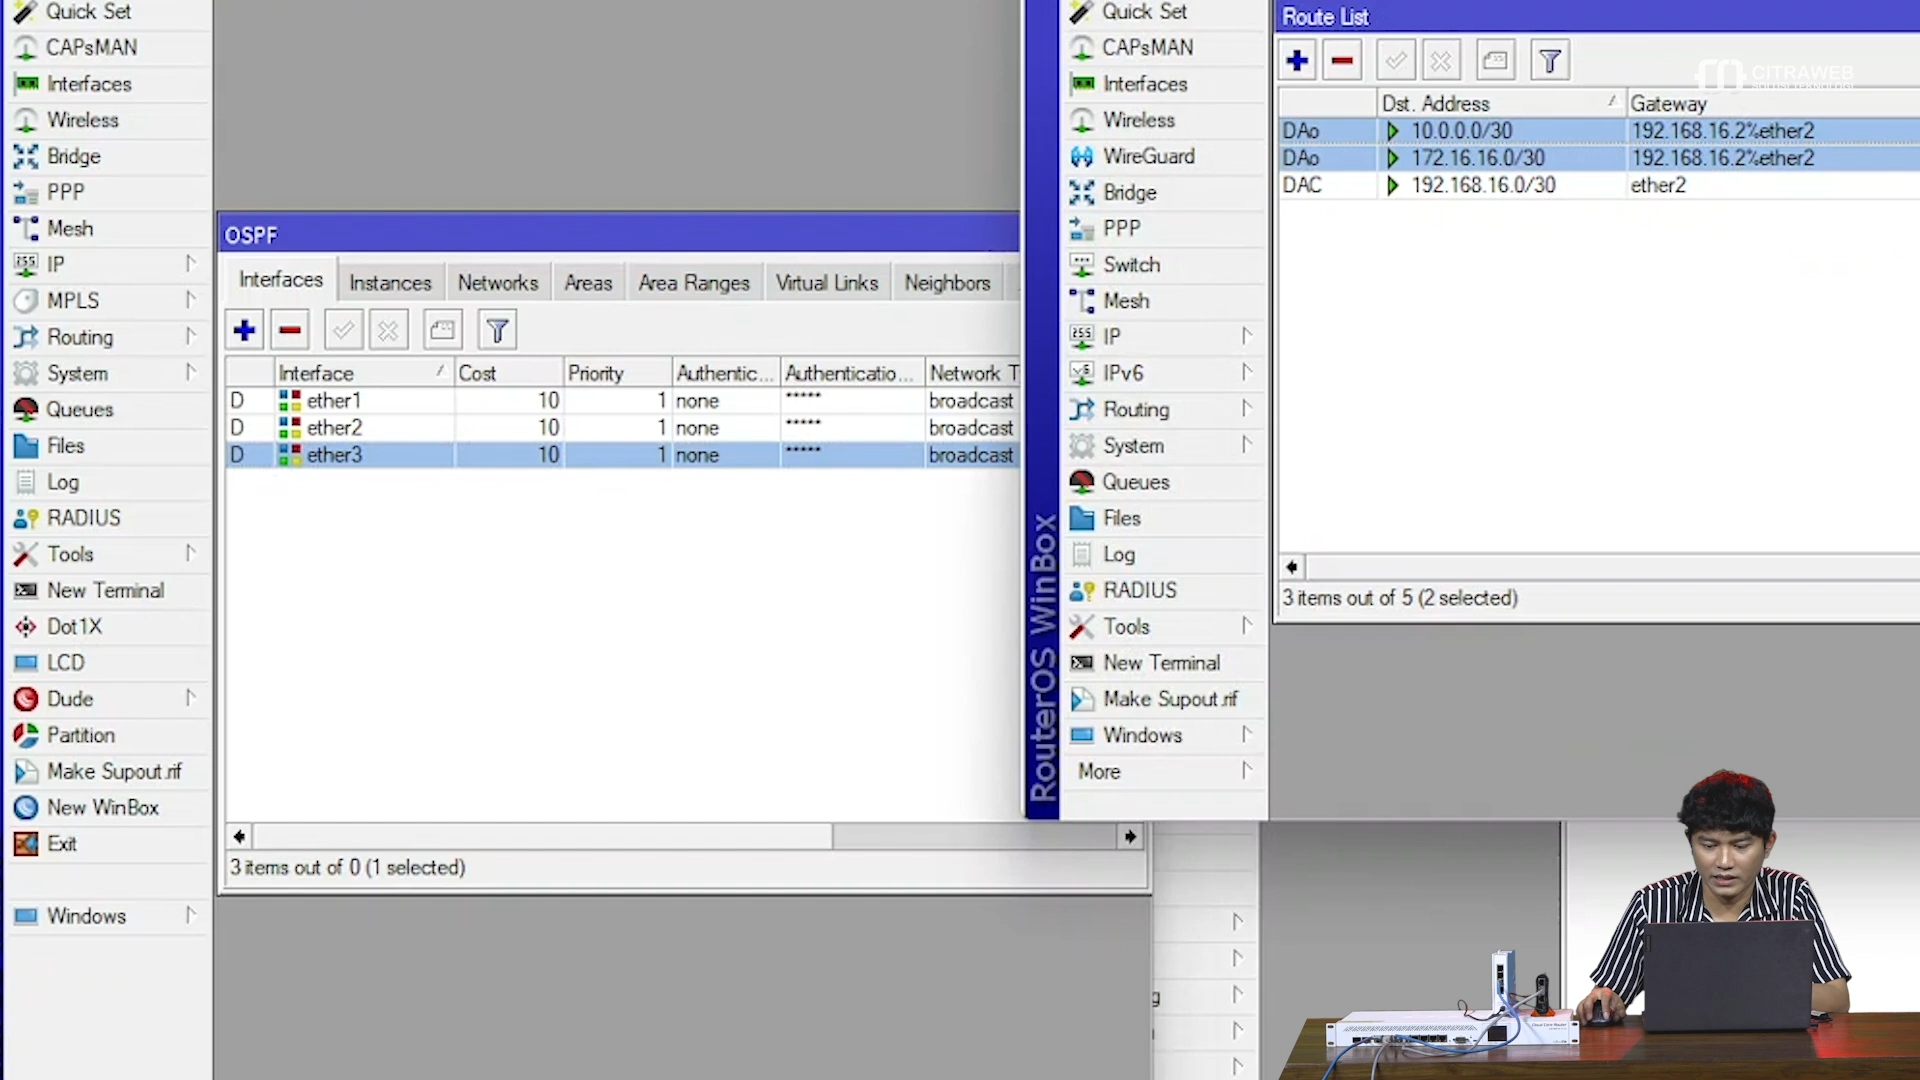 Quick Set
CAPsMAN
Interfaces
Wireless
Bridge
PPP
Mesh
IP
MPLS
Routing
System
Queues
Files
Log
RADIUS
Tools
New Terminal
Dot1X
LCD
Dude
Partition
Make Supout.rif
New WinBox
Exit
Windows
OSPF
Interfaces Instances Networks Areas Area Ranges Virtual Links Neighbors
Interface Cost Priority Authentic... Authenticatio... Network T
D ether1 10 1 none ***** broadcast
D ether2 10 1 none ***** broadcast
D ether3 10 1 none ***** broadcast
3 items out of 0 (1 selected)
RouterOS WinBox
Quick Set
CAPsMAN
Interfaces
Wireless
WireGuard
Bridge
PPP
Switch
Mesh
IP
IPv6
Routing
System
Queues
Files
Log
RADIUS
Tools
New Terminal
Make Supout.rif
Windows
More
Route List
CITRAWEB
SOLUSI TEKNOLOGI
Dst. Address Gateway
DAo 10.0.0.0/30 192.168.16.2%ether2
DAo 172.16.16.0/30 192.168.16.2%ether2
DAC 192.168.16.0/30 ether2
3 items out of 5 (2 selected)
Cloud Core Router